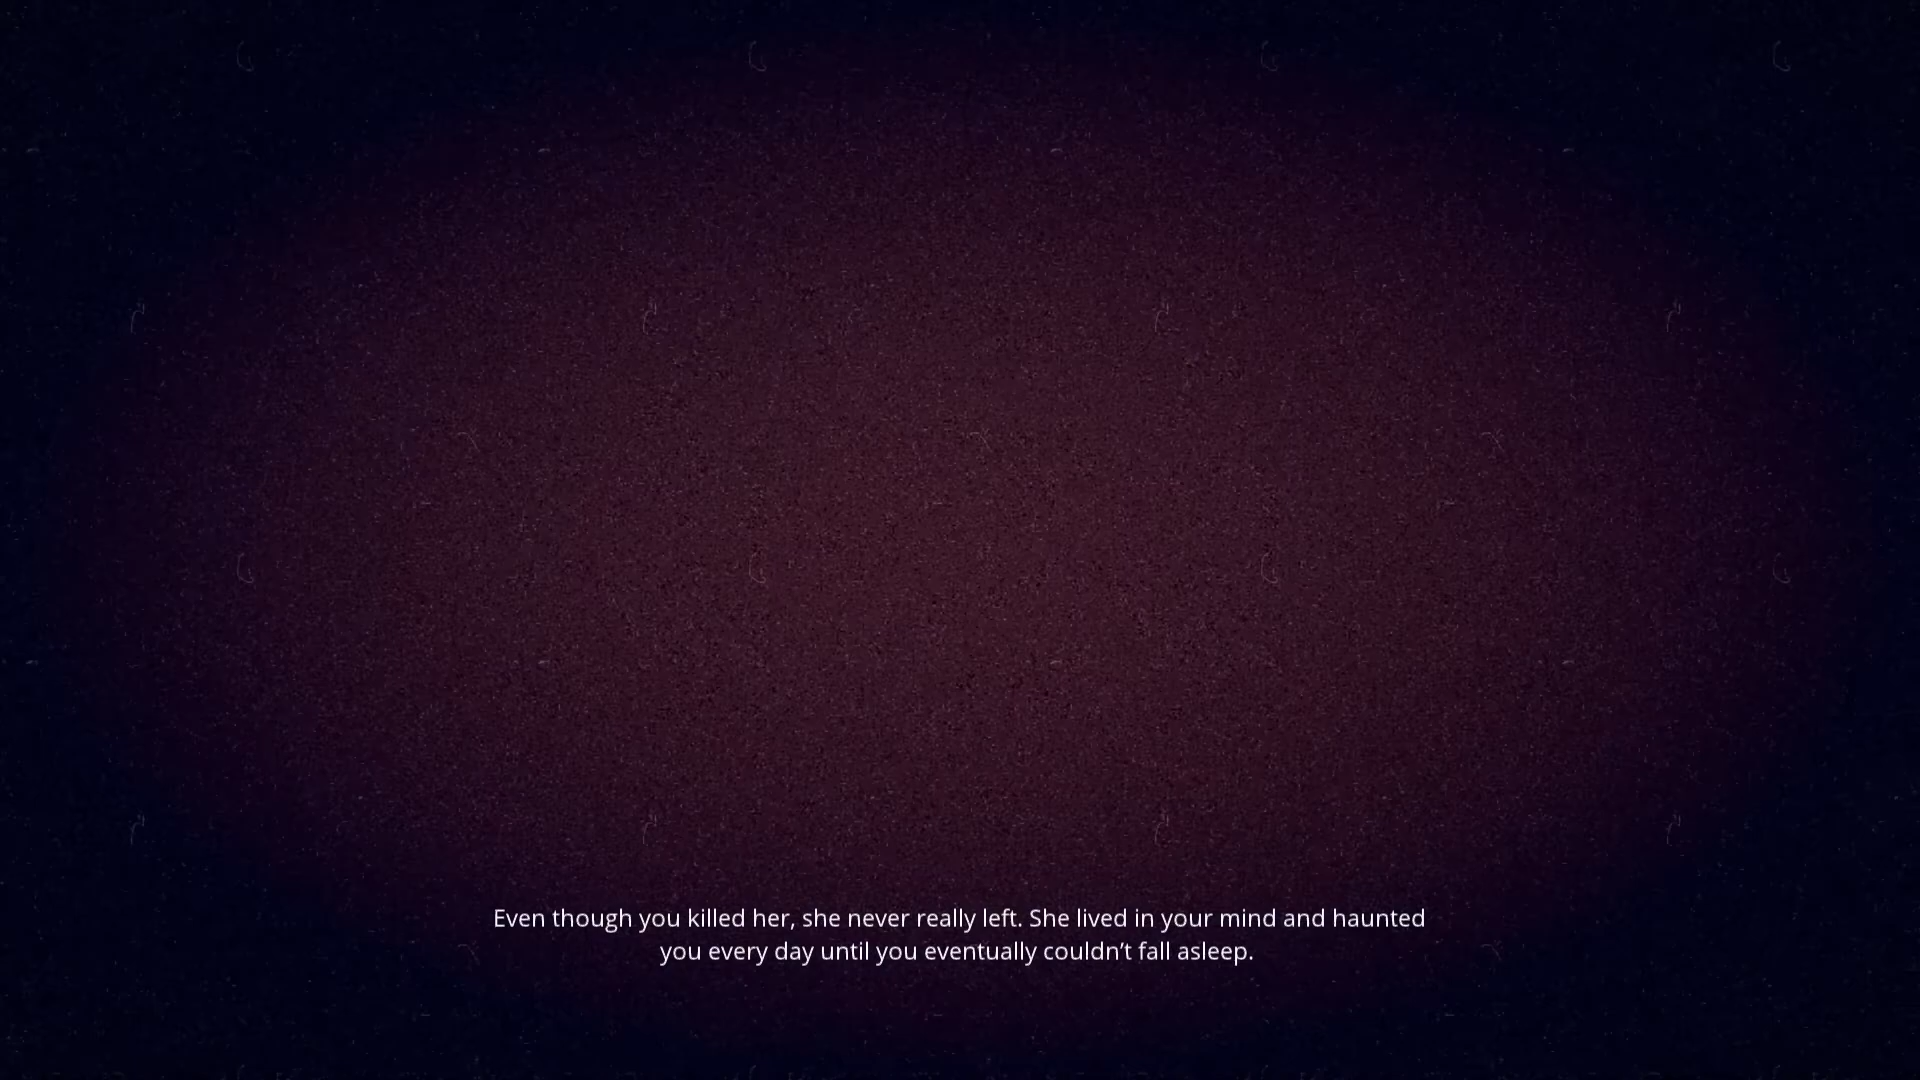 Even though you killed her, she never really left. She lived in your mind and haunted
you every day until you eventually couldn’t fall asleep.